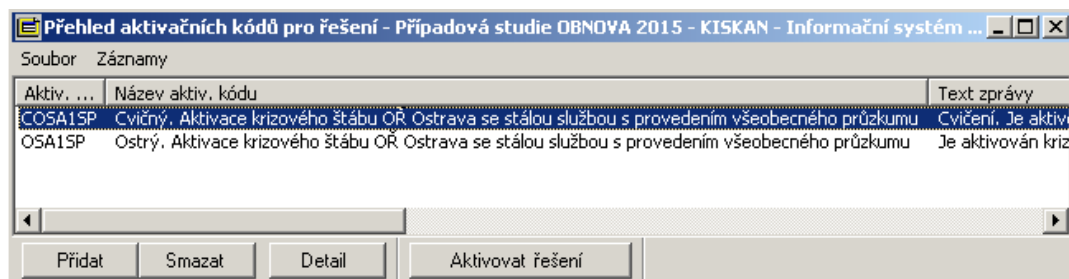 Přehled aktivačních kódů pro řešení - Případová studie OBNOVA 2015 - KISKAN - Informační systém ...
Soubor Záznamy
Aktiv. ... Název aktiv. kódu Text zprávy
COSA1SP Cvičný. Aktivace krizového štábu OŘ Ostrava se stálou službou s provedením všeobecného průzkumu Cvičení. Je aktivo
OSA1SP Ostrý. Aktivace krizového štábu OŘ Ostrava se stálou službou s provedením všeobecného průzkumu Je aktivován kriz
Přidat Smazat Detail Aktivovat řešení